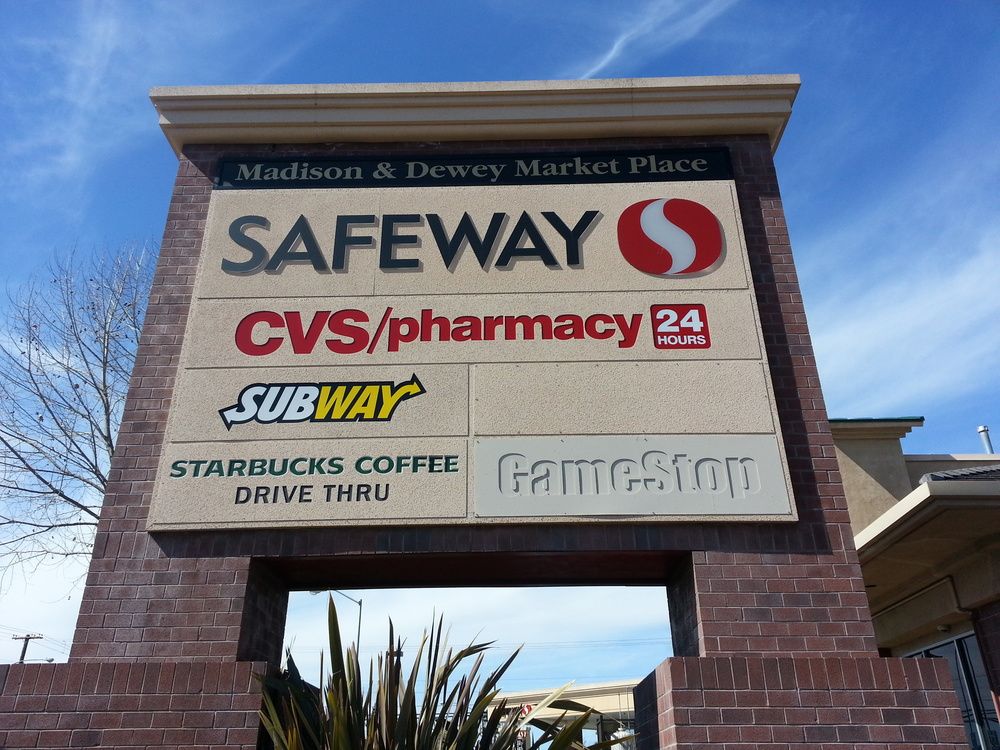 Madison & Dewey Market Place
SAFEWAY
CVS/pharmacy 24 HOURS
SUBWAY
STARBUCKS COFFEE
DRIVE THRU
GameStop